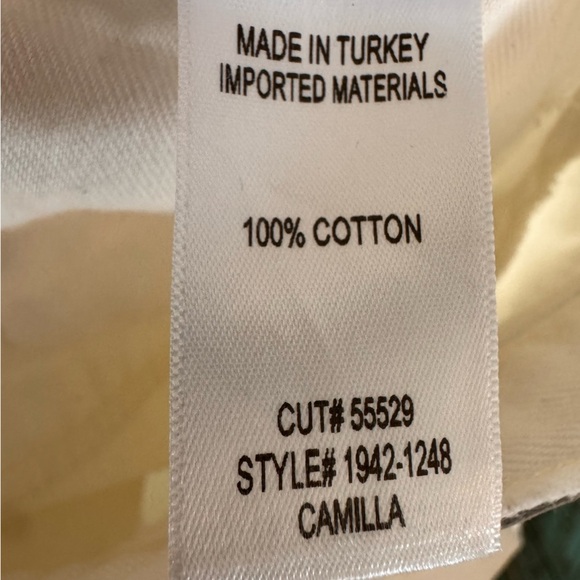 MADE IN TURKEY
IMPORTED MATERIALS
100% COTTON
CUT# 55529
STYLE# 1942-1248
CAMILLA